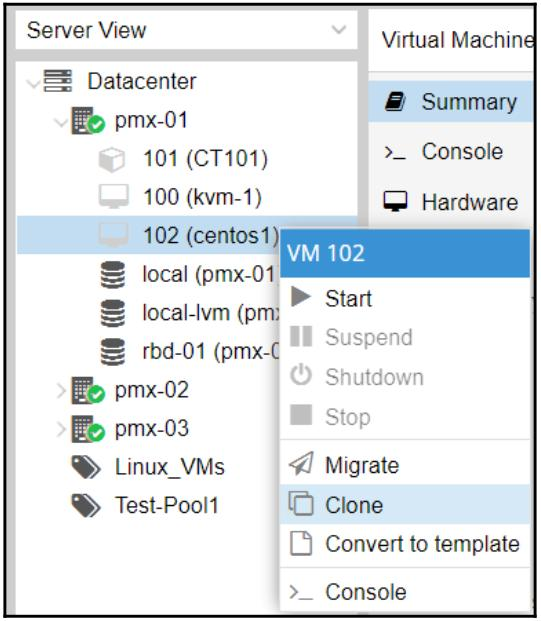 Server View
Virtual Machine
Datacenter
Summary
pmx-01
101 (CT101)
Console
100 (kvm-1)
Hardware
102 (centos1)
VM 102
local (pmx-01
Start
local-lvm (pmx
Suspend
rbd-01 (pmx-0
Shutdown
pmx-02
Stop
pmx-03
Linux_VMs
Migrate
Test-Pool1
Clone
Convert to template
Console